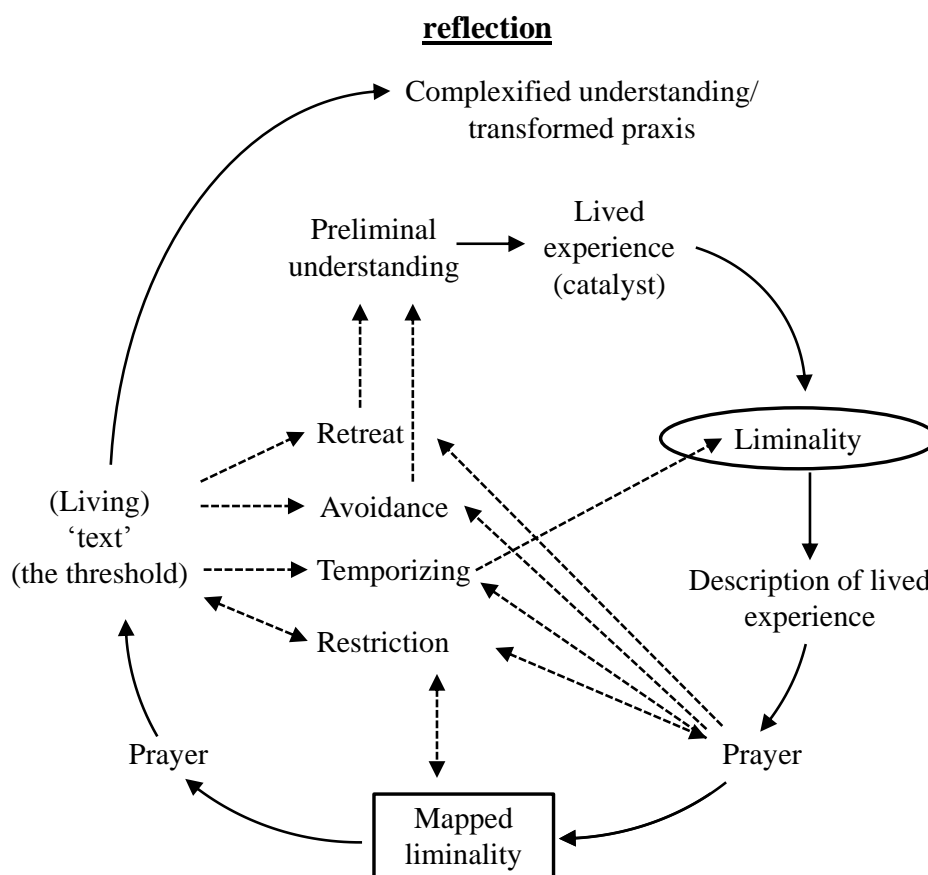 reflection
Complexified understanding/
transformed praxis
Preliminal
understanding
Lived
experience
(catalyst)
Retreat
Liminality
(Living)
‘text’
(the threshold)
Avoidance
Temporizing
Description of lived
experience
Restriction
Prayer
Prayer
Mapped
liminality